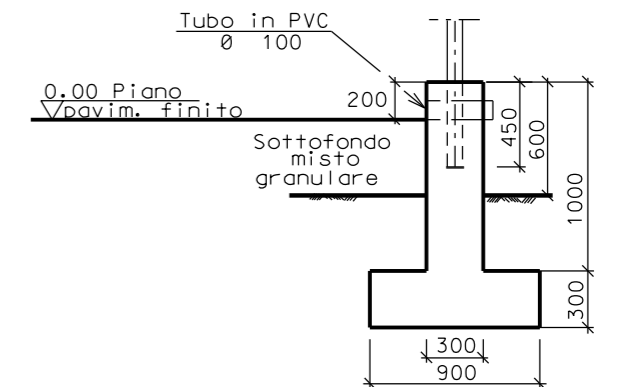 Tubo in PVC
Ø 100
0.00 Piano
pavim. finito
200
Sottofondo
misto
granulare
450
600
1000
300
300
900